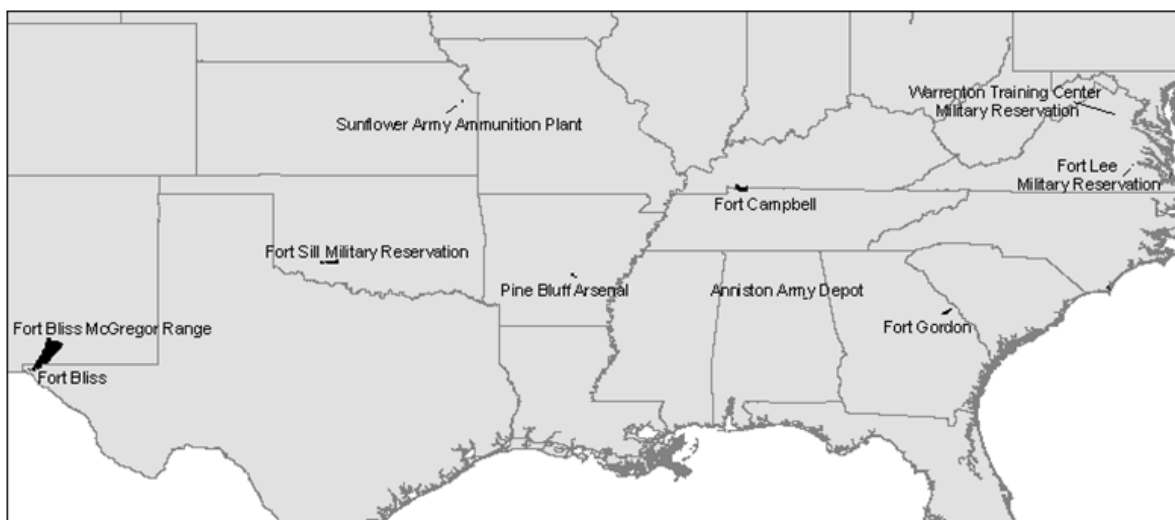 Warrenton Training Center
Military Reservation
Sunflower Army Ammunition Plant
Fort Lee
Military Reservation
Fort Campbell
Fort Sill Military Reservation
Pine Bluff Arsenal
Anniston Army Depot
Fort Gordon
Fort Bliss McGregor Range
Fort Bliss